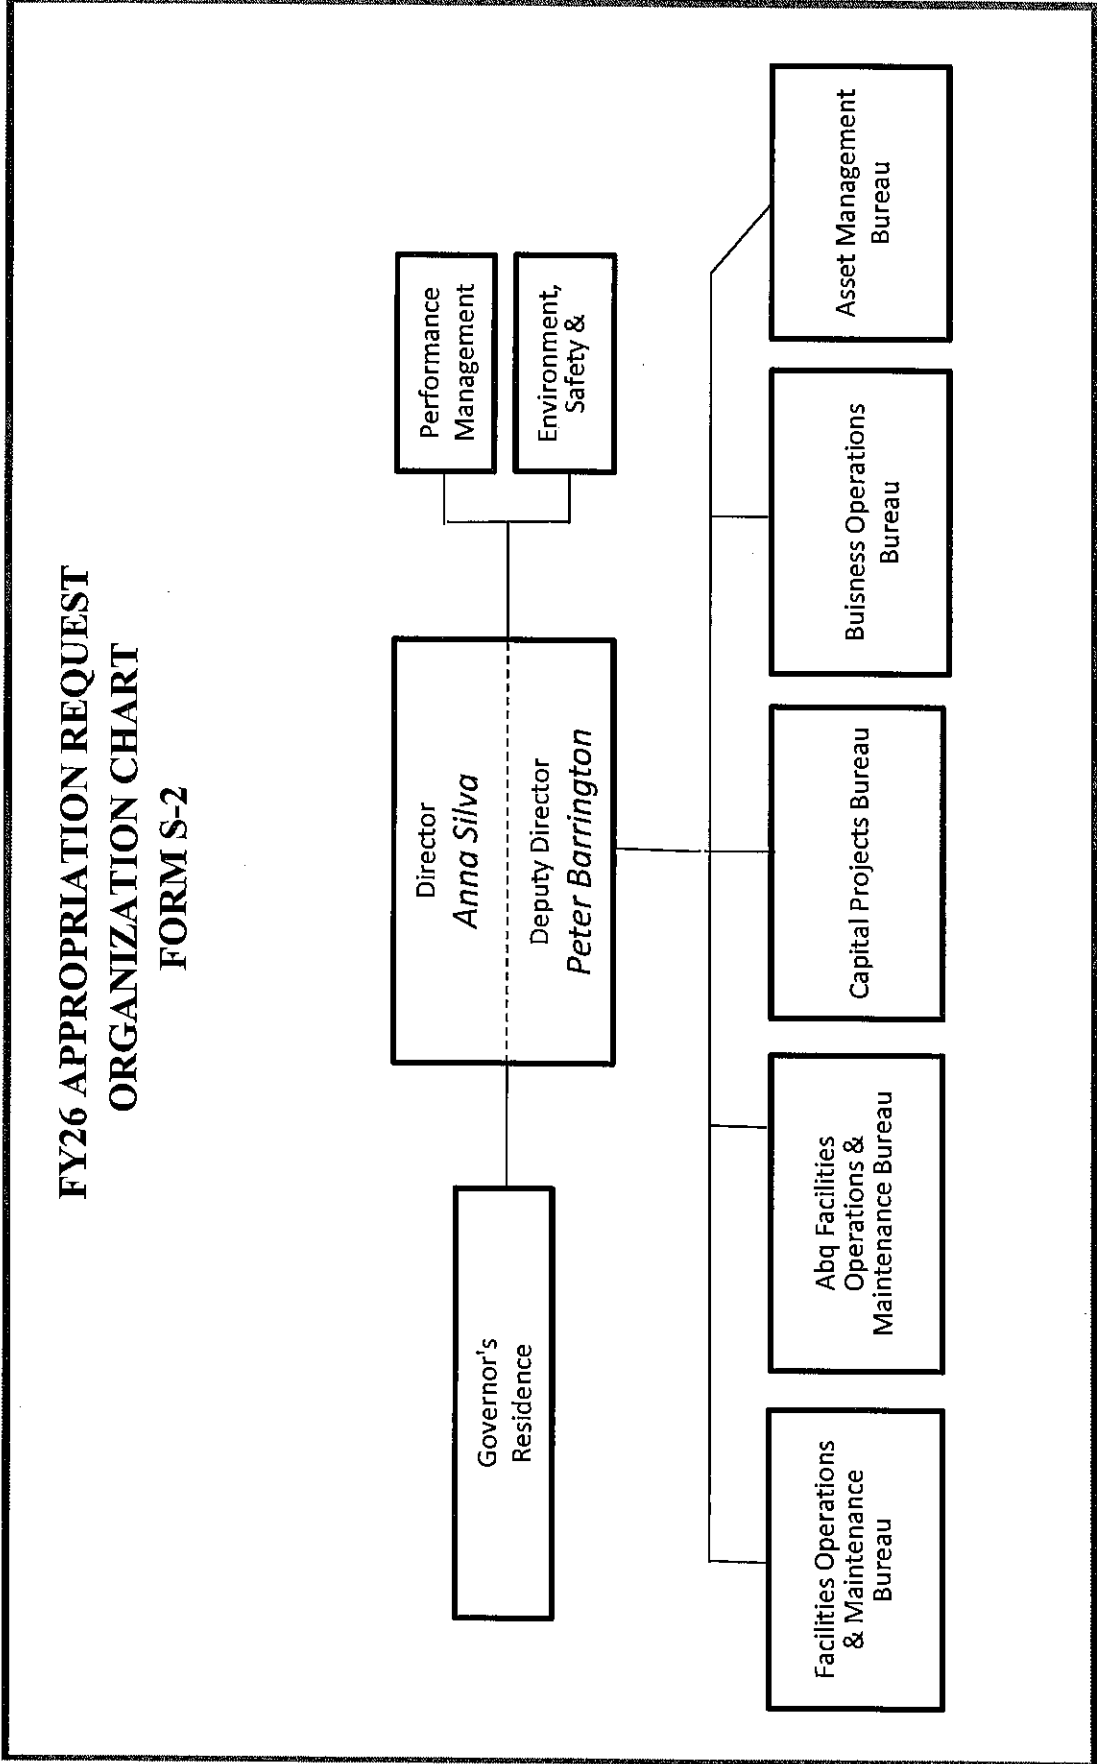 FY26 APPROPRIATION REQUEST
ORGANIZATION CHART
FORM S-2
Director
Anna Silva
Deputy Director
Peter Barrington
Governor's
Residence
Performance
Management
Environment,
Safety &
Facilities Operations
& Maintenance
Bureau
Abq Facilities
Operations &
Maintenance Bureau
Capital Projects Bureau
Buisness Operations
Bureau
Asset Management
Bureau